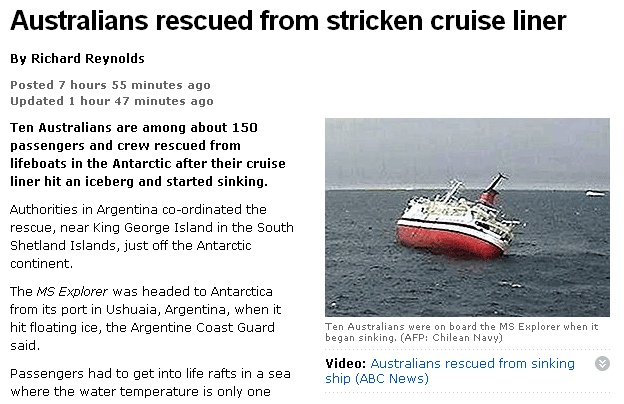 Australians rescued from stricken cruise liner
By Richard Reynolds
Posted 7 hours 55 minutes ago
Updated 1 hour 47 minutes ago
Ten Australians are among about 150
passengers and crew rescued from
lifeboats in the Antarctic after their cruise
liner hit an iceberg and started sinking.
Authorities in Argentina co-ordinated the
rescue, near King George Island in the South
Shetland Islands, just off the Antarctic
continent.
The MS Explorer was headed to Antarctica
from its port in Ushuaia, Argentina, when it
hit floating ice, the Argentine Coast Guard
said.
Passengers had to get into life rafts in a sea
where the water temperature is only one
Ten Australians were on board the MS Explorer when it
began sinking. (AFP: Chilean Navy)
Video: Australians rescued from sinking
ship (ABC News)